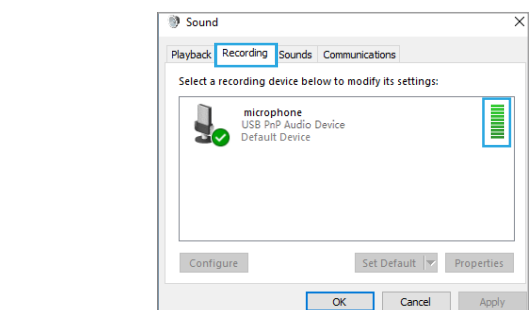 Sound
Playback Recording Sounds Communications
Select a recording device below to modify its settings:
microphone
USB PnP Audio Device
Default Device
Configure Set Default Properties
OK Cancel Apply